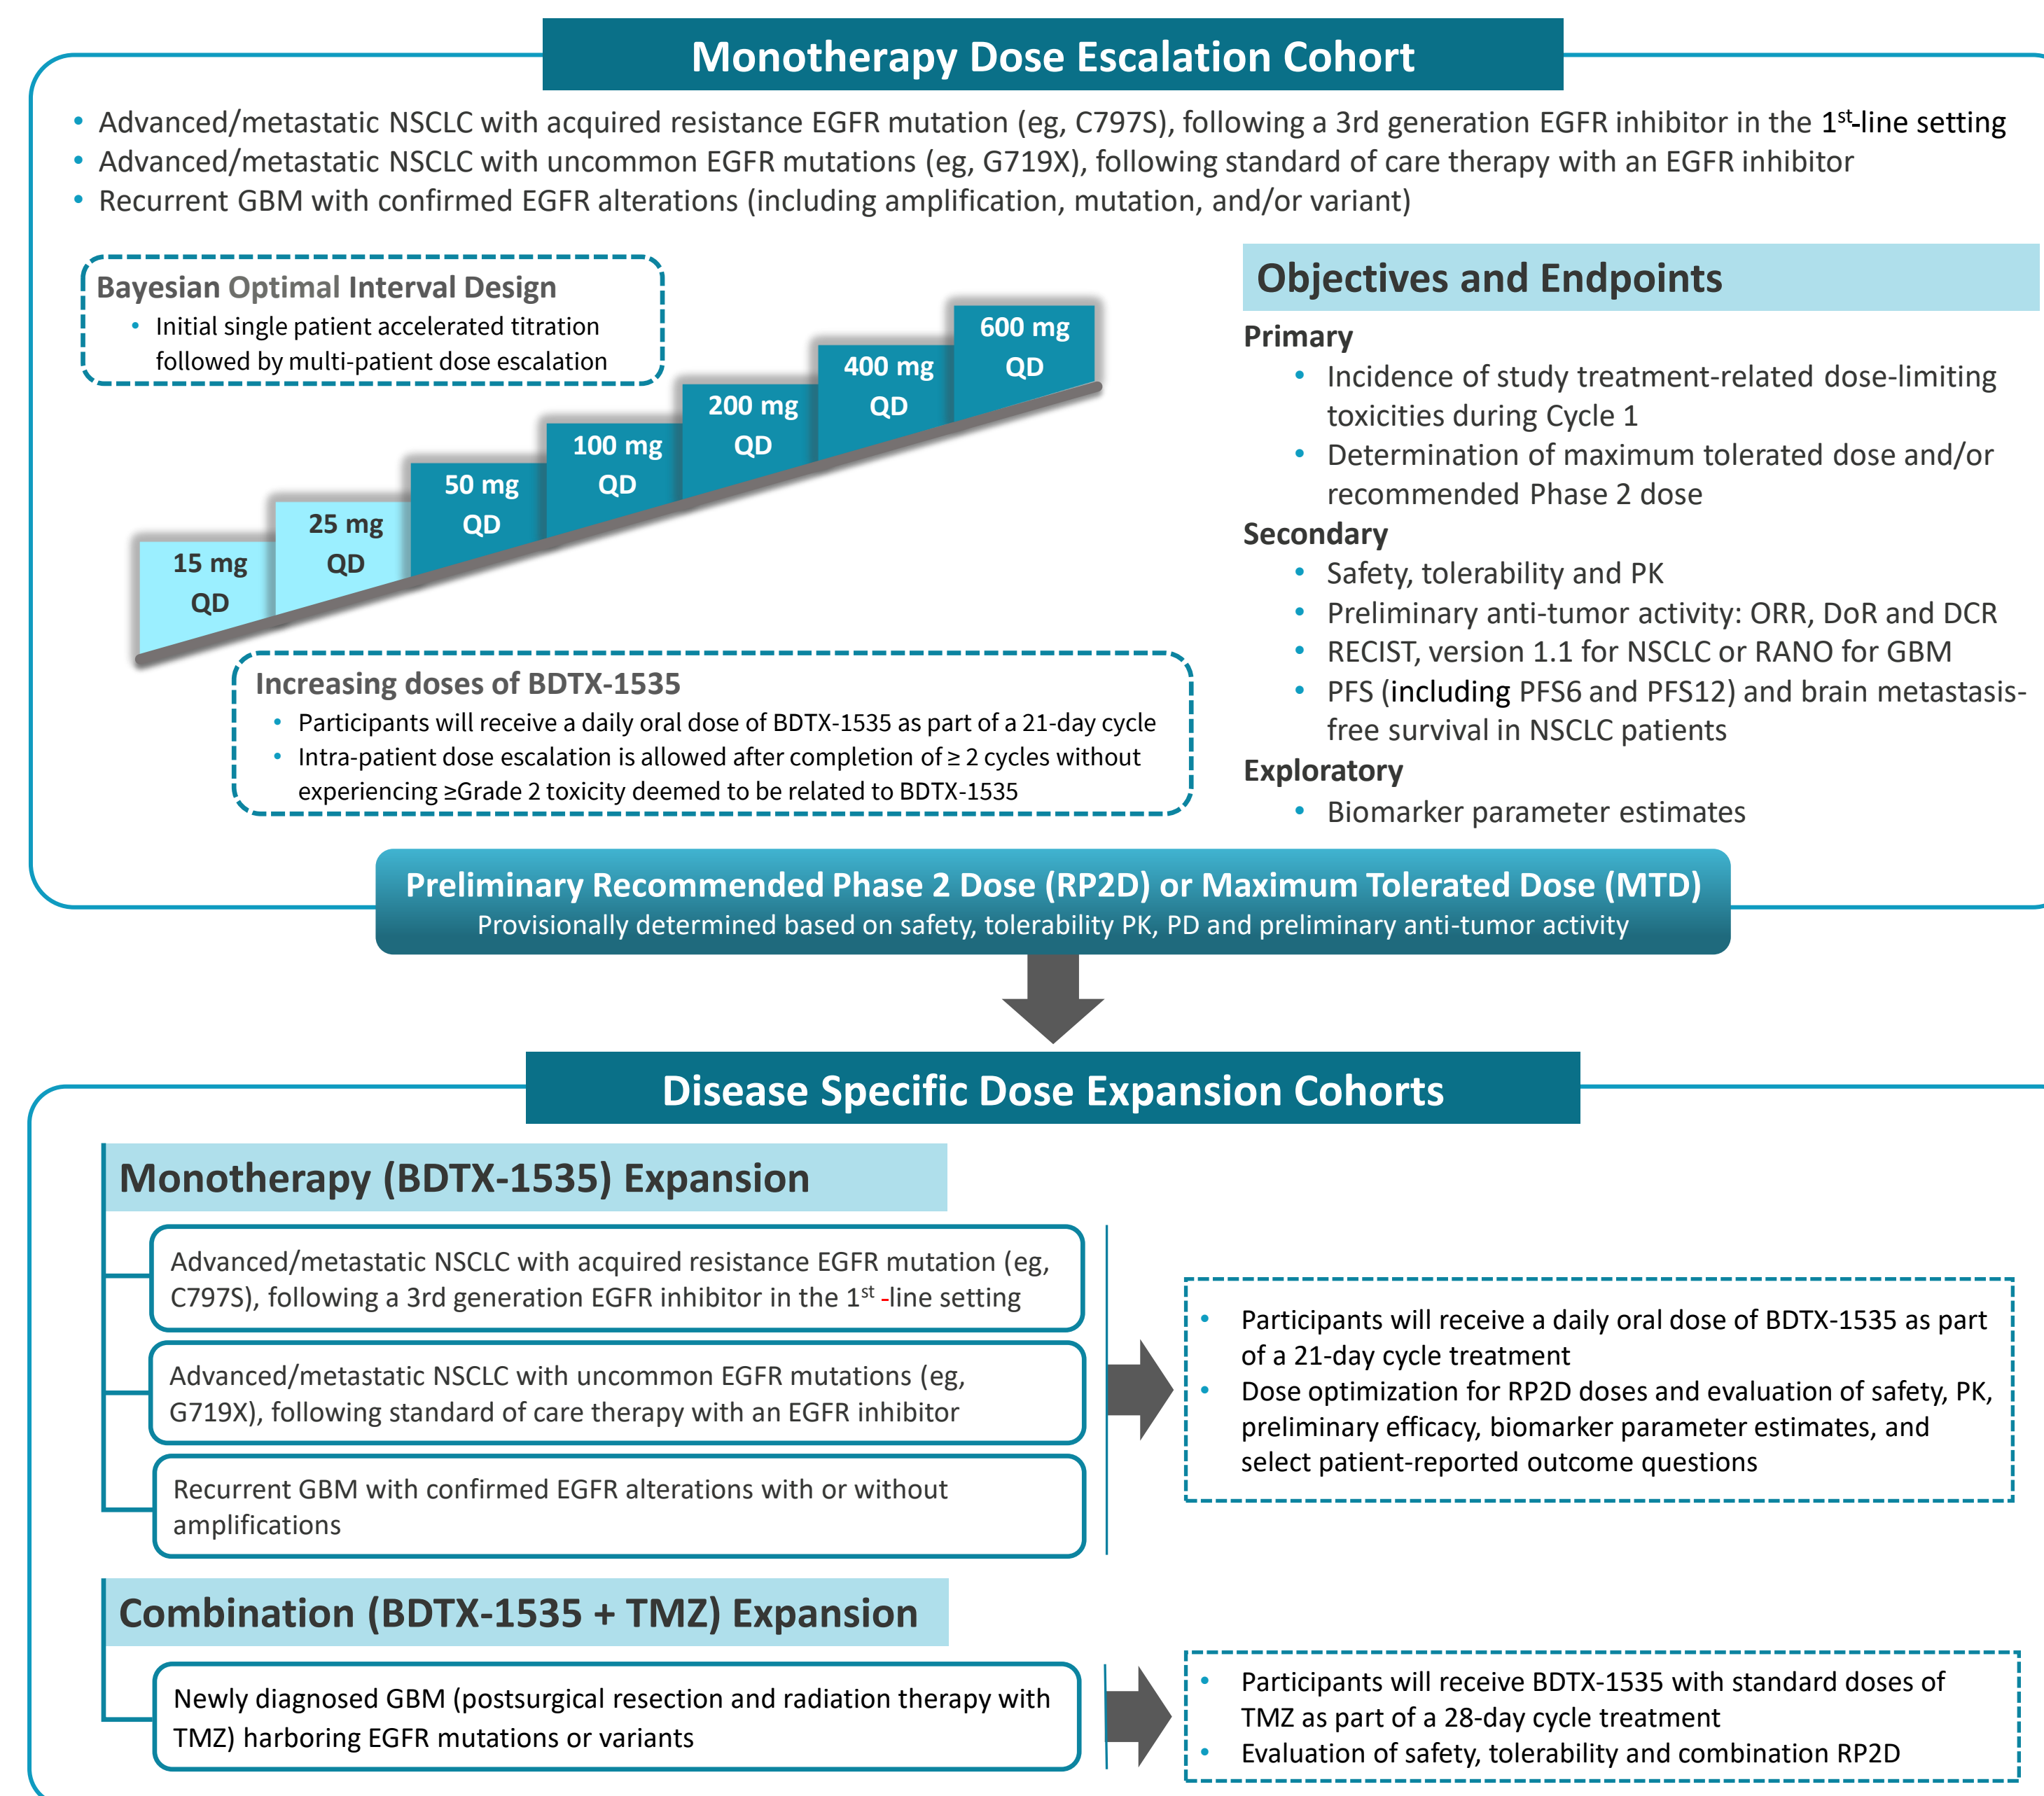 Monotherapy Dose Escalation Cohort
• Advanced/metastatic NSCLC with acquired resistance EGFR mutation (eg, C797S), following a 3rd generation EGFR inhibitor in the 1st-line setting
• Advanced/metastatic NSCLC with uncommon EGFR mutations (eg, G719X), following standard of care therapy with an EGFR inhibitor
• Recurrent GBM with confirmed EGFR alterations (including amplification, mutation, and/or variant)
Bayesian Optimal Interval Design
• Initial single patient accelerated titration
followed by multi-patient dose escalation
15 mg
QD
25 mg
QD
50 mg
QD
100 mg
QD
200 mg
QD
400 mg
QD
600 mg
QD
Increasing doses of BDTX-1535
• Participants will receive a daily oral dose of BDTX-1535 as part of a 21-day cycle
• Intra-patient dose escalation is allowed after completion of ≥ 2 cycles without
experiencing ≥Grade 2 toxicity deemed to be related to BDTX-1535
Objectives and Endpoints
Primary
• Incidence of study treatment-related dose-limiting
toxicities during Cycle 1
• Determination of maximum tolerated dose and/or
recommended Phase 2 dose
Secondary
• Safety, tolerability and PK
• Preliminary anti-tumor activity: ORR, DoR and DCR
• RECIST, version 1.1 for NSCLC or RANO for GBM
• PFS (including PFS6 and PFS12) and brain metastasis-
free survival in NSCLC patients
Exploratory
• Biomarker parameter estimates
Preliminary Recommended Phase 2 Dose (RP2D) or Maximum Tolerated Dose (MTD)
Provisionally determined based on safety, tolerability PK, PD and preliminary anti-tumor activity
Disease Specific Dose Expansion Cohorts
Monotherapy (BDTX-1535) Expansion
Advanced/metastatic NSCLC with acquired resistance EGFR mutation (eg,
C797S), following a 3rd generation EGFR inhibitor in the 1st -line setting
Advanced/metastatic NSCLC with uncommon EGFR mutations (eg,
G719X), following standard of care therapy with an EGFR inhibitor
Recurrent GBM with confirmed EGFR alterations with or without
amplifications
• Participants will receive a daily oral dose of BDTX-1535 as part
of a 21-day cycle treatment
• Dose optimization for RP2D doses and evaluation of safety, PK,
preliminary efficacy, biomarker parameter estimates, and
select patient-reported outcome questions
Combination (BDTX-1535 + TMZ) Expansion
Newly diagnosed GBM (postsurgical resection and radiation therapy with
TMZ) harboring EGFR mutations or variants
• Participants will receive BDTX-1535 with standard doses of
TMZ as part of a 28-day cycle treatment
• Evaluation of safety, tolerability and combination RP2D